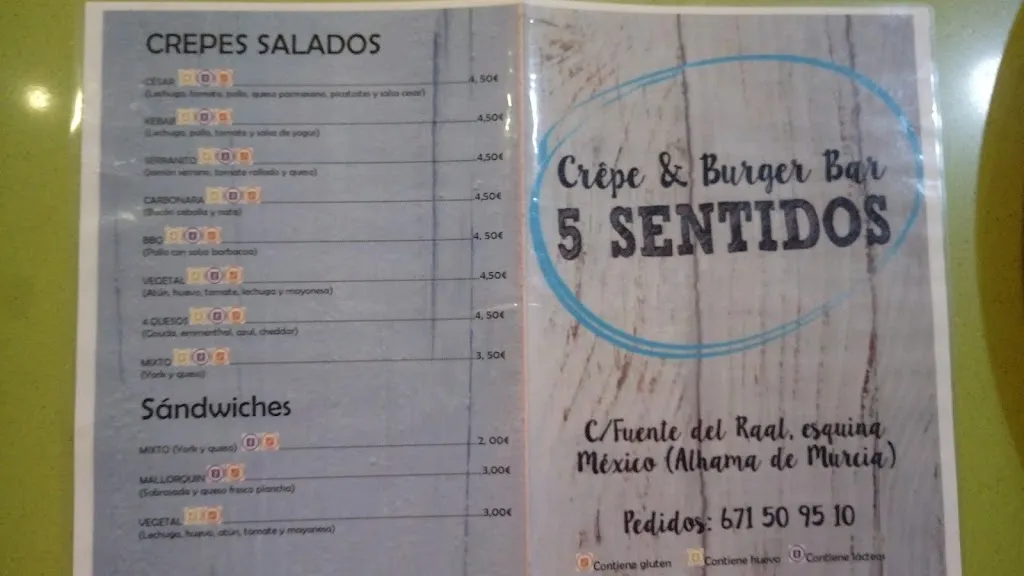 CREPES SALADOS
CÉSAR 4,50€
(Lechuga, tomate, pollo, queso parmesano, picatostes y salsa cesar)
KEBAB 4,50€
(Lechuga, pollo, tomate y salsa de yogur)
SERRANITO 4,50€
(Jamón serrano, tomate rallado y queso)
CARBONARA 4,50€
(Bacón cebolla y nata)
BBQ 4,50€
(Pollo con salsa barbacoa)
VEGETAL 4,50€
(Atún, huevo, tomate, lechuga y mayonesa)
4 QUESOS 4,50€
(Gouda, emmenthal, azul, cheddar)
MIXTO 3,50€
(York y queso)
Sándwiches
MIXTO (York y queso) 2,00€
MALLORQUIN 3,00€
(Sobrasada y queso fresco plancha)
VEGETAL 3,00€
(Lechuga, huevo, atún, tomate y mayonesa)
Crêpe & Burger Bar
5 SENTIDOS
C/Fuente del Raal, esquina
México (Alhama de Murcia)
Pedidos: 671 50 95 10
Contiene gluten Contiene huevo Contiene lácteos